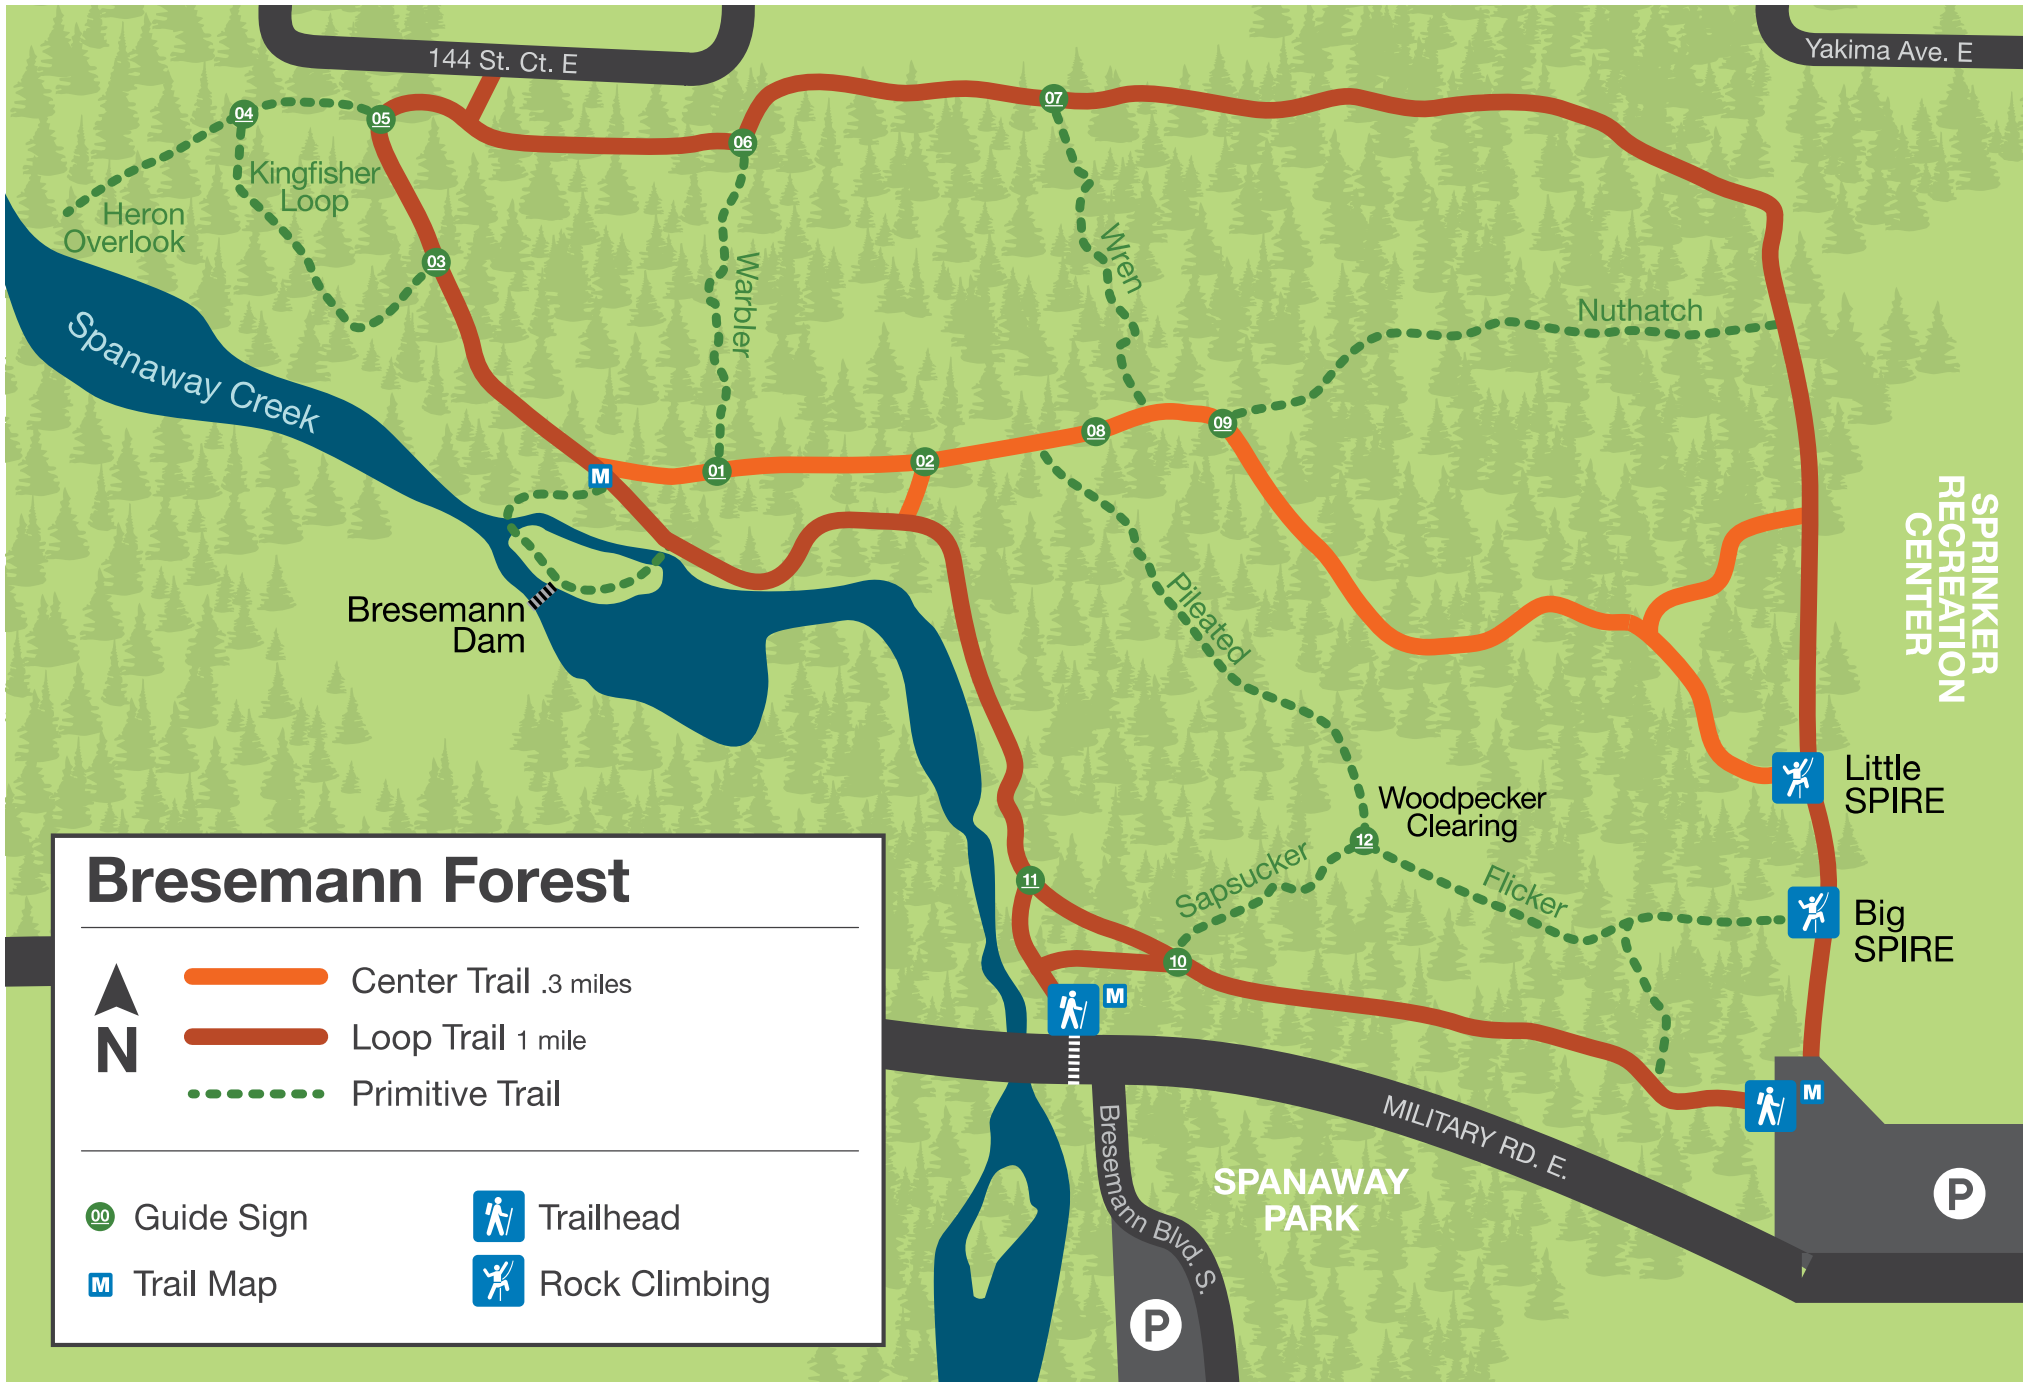 144 St. Ct. E
Yakima Ave. E
04
05
06
07
Kingfisher
Loop
Heron
Overlook
03
Warbler
Wren
Nuthatch
Spanaway Creek
M
01
02
08
09
SPRINKER
RECREATION
CENTER
Bresemann
Dam
Pileated
Little
SPIRE
Woodpecker
Clearing
12
Sapsucker
Flicker
11
10
Big
SPIRE
M
M
MILITARY RD. E.
Bresemann Blvd. S.
SPANAWAY
PARK
P
P
Bresemann Forest
N
Center Trail .3 miles
Loop Trail 1 mile
Primitive Trail
00 Guide Sign
Trailhead
M Trail Map
Rock Climbing